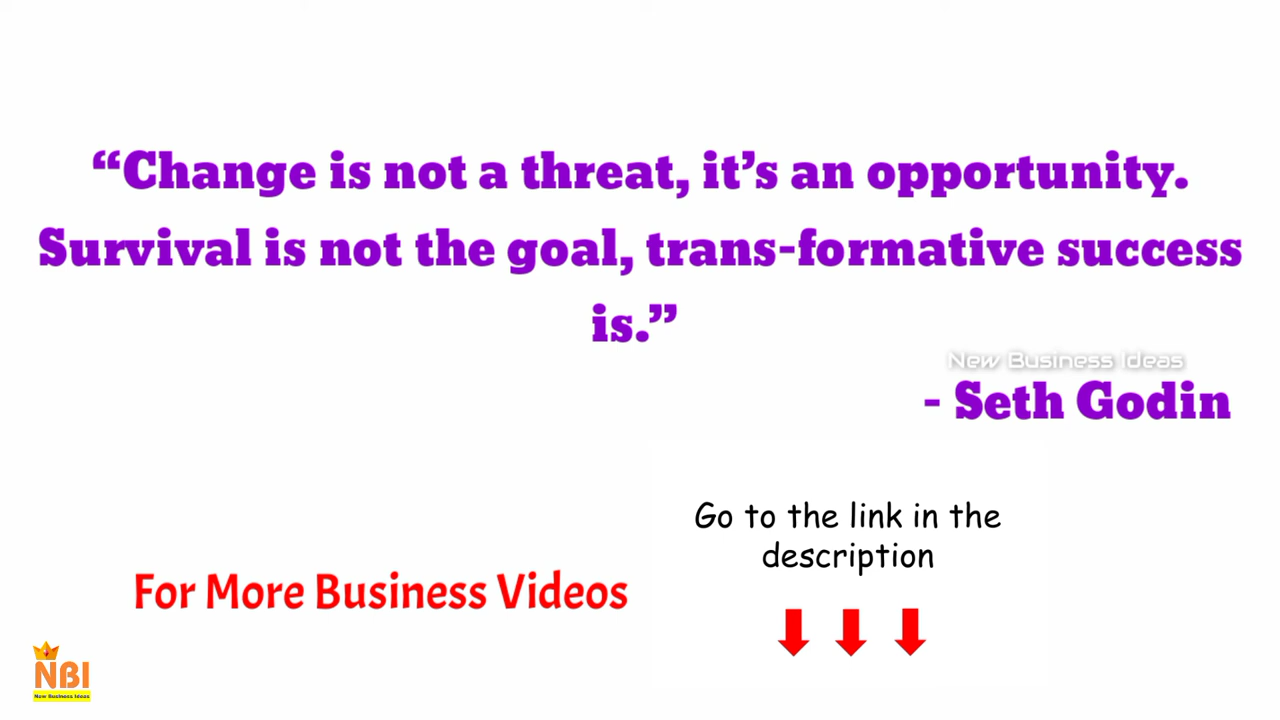 “Change is not a threat, it’s an opportunity.
Survival is not the goal, trans-formative success
is.”
New Business Ideas
- Seth Godin
Go to the link in the
description
For More Business Videos
NBI
New Business Ideas